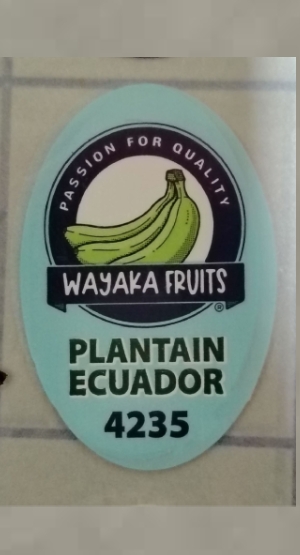 PASSION FOR QUALITY
WAYAKA FRUITS
®
PLANTAIN
ECUADOR
4235